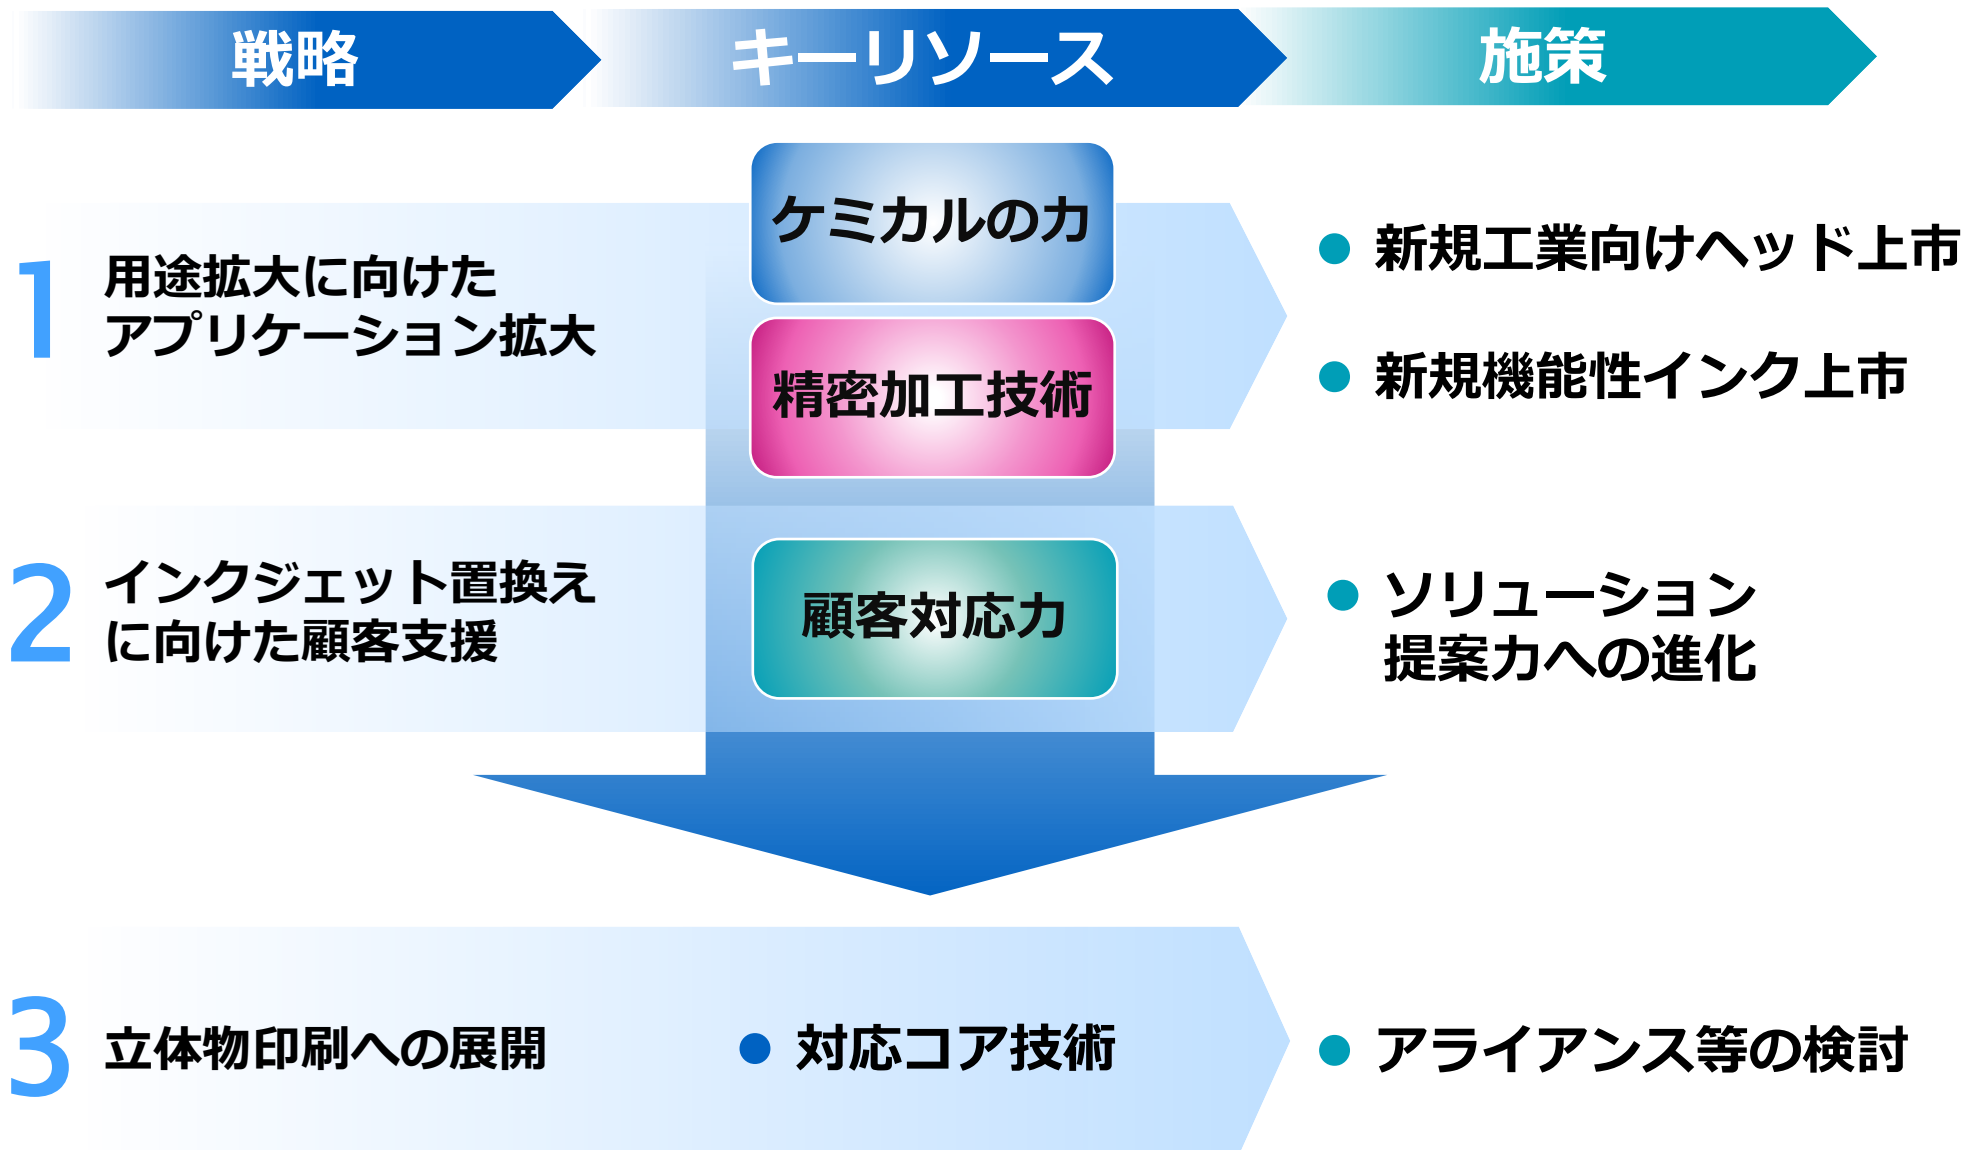 戦略
キーリソース
施策
1
用途拡大に向けた
アプリケーション拡大
ケミカルの力
精密加工技術
● 新規工業向けヘッド上市
● 新規機能性インク上市
2
インクジェット置換え
に向けた顧客支援
顧客対応力
● ソリューション
提案力への進化
3
立体物印刷への展開
● 対応コア技術
● アライアンス等の検討